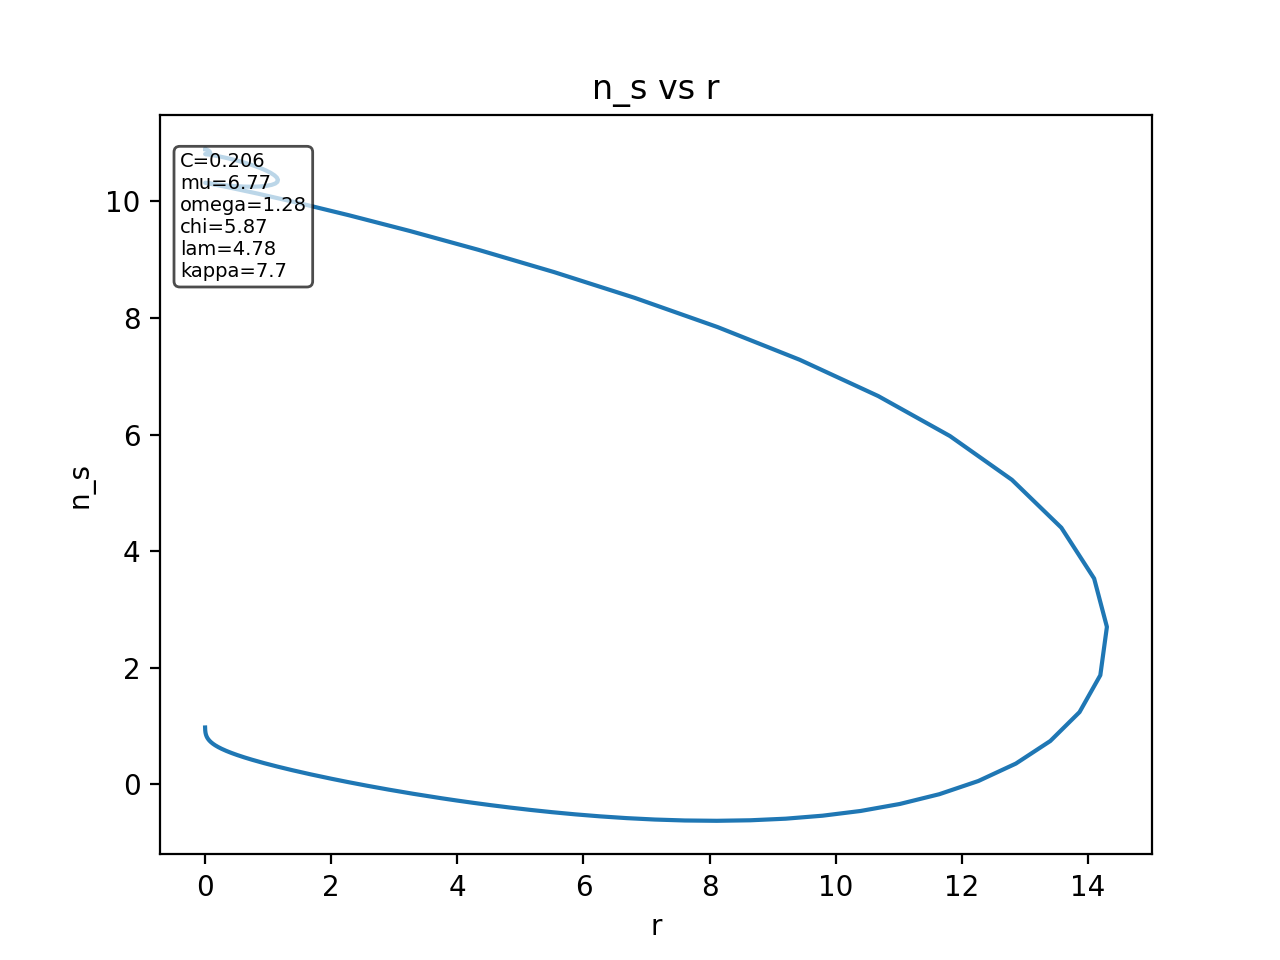 n_s vs r
C=0.206
mu=6.77
omega=1.28
chi=5.87
lam=4.78
kappa=7.7
10
8
6
4
2
0
n_s
0 2 4 6 8 10 12 14
r